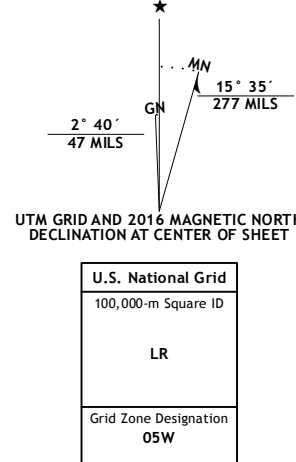 MN
GN
15° 35´
277 MILS
2° 40´
47 MILS
UTM GRID AND 2016 MAGNETIC NORTH
DECLINATION AT CENTER OF SHEET
U.S. National Grid
100,000-m Square ID
LR
Grid Zone Designation
05W